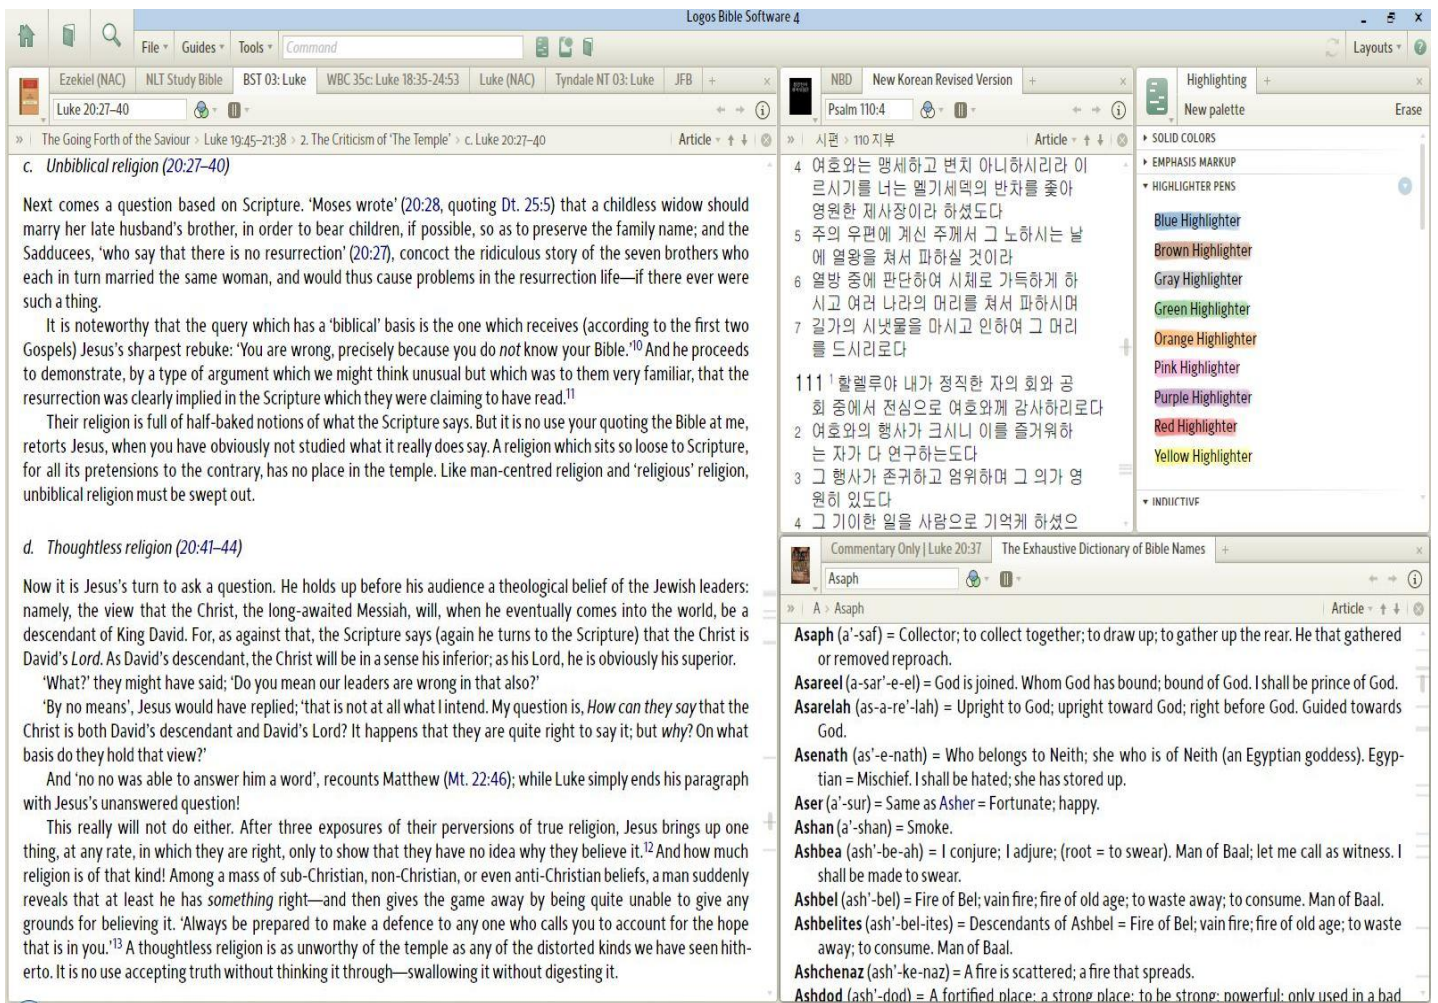 Logos Bible Software 4
File Guides Tools Command
Layouts
Ezekiel (NAC) NLT Study Bible BST 03: Luke WBC 35c: Luke 18:35-24:53 Luke (NAC) Tyndale NT 03: Luke JFB +
Luke 20:27–40
» The Going Forth of the Saviour > Luke 19:45–21:38 > 2. The Criticism of ‘The Temple’ > c. Luke 20:27–40 Article
c. Unbiblical religion (20:27–40)
Next comes a question based on Scripture. ‘Moses wrote’ (20:28, quoting Dt. 25:5) that a childless widow should
marry her late husband’s brother, in order to bear children, if possible, so as to preserve the family name; and the
Sadducees, ‘who say that there is no resurrection’ (20:27), concoct the ridiculous story of the seven brothers who
each in turn married the same woman, and would thus cause problems in the resurrection life—if there ever were
such a thing.
It is noteworthy that the query which has a ‘biblical’ basis is the one which receives (according to the first two
Gospels) Jesus’s sharpest rebuke: ‘You are wrong, precisely because you do not know your Bible.’10 And he proceeds
to demonstrate, by a type of argument which we might think unusual but which was to them very familiar, that the
resurrection was clearly implied in the Scripture which they were claiming to have read.11
Their religion is full of half-baked notions of what the Scripture says. But it is no use your quoting the Bible at me,
retorts Jesus, when you have obviously not studied what it really does say. A religion which sits so loose to Scripture,
for all its pretensions to the contrary, has no place in the temple. Like man-centred religion and ‘religious’ religion,
unbiblical religion must be swept out.
d. Thoughtless religion (20:41–44)
Now it is Jesus’s turn to ask a question. He holds up before his audience a theological belief of the Jewish leaders:
namely, the view that the Christ, the long-awaited Messiah, will, when he eventually comes into the world, be a
descendant of King David. For, as against that, the Scripture says (again he turns to the Scripture) that the Christ is
David’s Lord. As David’s descendant, the Christ will be in a sense his inferior; as his Lord, he is obviously his superior.
‘What?’ they might have said; ‘Do you mean our leaders are wrong in that also?’
‘By no means’, Jesus would have replied; ‘that is not at all what I intend. My question is, How can they say that the
Christ is both David’s descendant and David’s Lord? It happens that they are quite right to say it; but why? On what
basis do they hold that view?’
And ‘no no was able to answer him a word’, recounts Matthew (Mt. 22:46); while Luke simply ends his paragraph
with Jesus’s unanswered question!
This really will not do either. After three exposures of their perversions of true religion, Jesus brings up one
thing, at any rate, in which they are right, only to show that they have no idea why they believe it.12 And how much
religion is of that kind! Among a mass of sub-Christian, non-Christian, or even anti-Christian beliefs, a man suddenly
reveals that at least he has something right—and then gives the game away by being quite unable to give any
grounds for believing it. ‘Always be prepared to make a defence to any one who calls you to account for the hope
that is in you.’13 A thoughtless religion is as unworthy of the temple as any of the distorted kinds we have seen hith-
erto. It is no use accepting truth without thinking it through—swallowing it without digesting it.
NBD New Korean Revised Version +
Psalm 110:4
» 시편 > 110 지부 Article
4 여호와는 맹세하고 변치 아니하시리라 이
르시기를 너는 멜기세덱의 반차를 좇아
영원한 제사장이라 하셨도다
5 주의 우편에 계신 주께서 그 노하시는 날
에 열왕을 쳐서 파하실 것이라
6 열방 중에 판단하여 시체로 가득하게 하
시고 여러 나라의 머리를 쳐서 파하시며
7 길가의 시냇물을 마시고 인하여 그 머리
를 드시리로다
111 1 할렐루야 내가 정직한 자의 회와 공
회 중에서 전심으로 여호와께 감사하리로다
2 여호와의 행사가 크시니 이를 즐거워하
는 자가 다 연구하는도다
3 그 행사가 존귀하고 엄위하며 그 의가 영
원히 있도다
4 그 기이한 일을 사람으로 기억케 하셨으
Highlighting +
New palette Erase
SOLID COLORS
EMPHASIS MARKUP
HIGHLIGHTER PENS
Blue Highlighter
Brown Highlighter
Gray Highlighter
Green Highlighter
Orange Highlighter
Pink Highlighter
Purple Highlighter
Red Highlighter
Yellow Highlighter
INDUCTIVE
Commentary Only | Luke 20:37 The Exhaustive Dictionary of Bible Names +
Asaph
» A > Asaph Article
Asaph (a’-saf) = Collector; to collect together; to draw up; to gather up the rear. He that gathered
or removed reproach.
Asareel (a-sar’-e-el) = God is joined. Whom God has bound; bound of God. I shall be prince of God.
Asarelah (as-a-re’-lah) = Upright to God; upright toward God; right before God. Guided towards
God.
Asenath (as’-e-nath) = Who belongs to Neith; she who is of Neith (an Egyptian goddess). Egyp-
tian = Mischief. I shall be hated; she has stored up.
Aser (a’-sur) = Same as Asher = Fortunate; happy.
Ashan (a’-shan) = Smoke.
Ashbea (ash’-be-ah) = I conjure; I adjure; (root = to swear). Man of Baal; let me call as witness. I
shall be made to swear.
Ashbel (ash’-bel) = Fire of Bel; vain fire; fire of old age; to waste away; to consume. Man of Baal.
Ashbelites (ash’-bel-ites) = Descendants of Ashbel = Fire of Bel; vain fire; fire of old age; to waste
away; to consume. Man of Baal.
Ashchenaz (ash’-ke-naz) = A fire is scattered; a fire that spreads.
Ashdod (ash’-dod) = A fortified place; a strong place; to be strong; powerful; only used in a bad